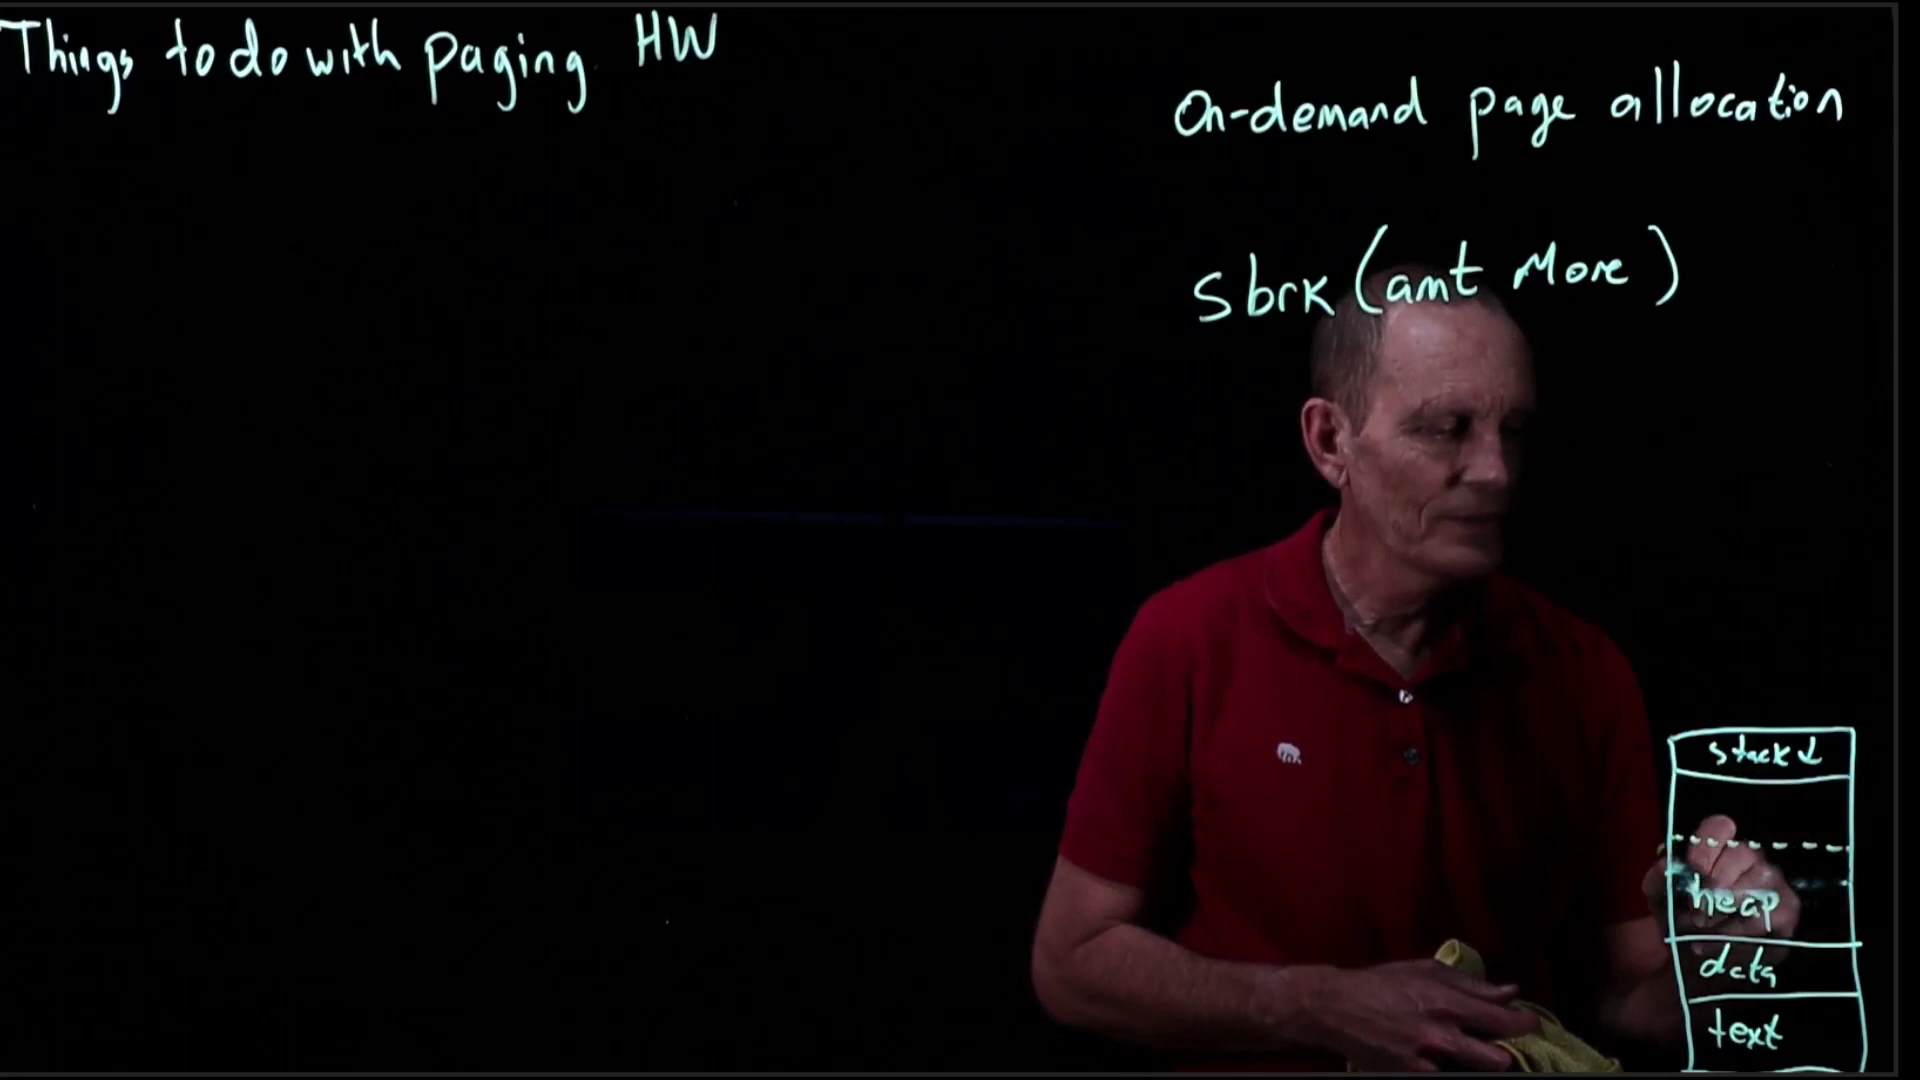 Things to do with paging HW
On-demand page allocation
sbrk (amt More)
stack ↓
heap
data
text